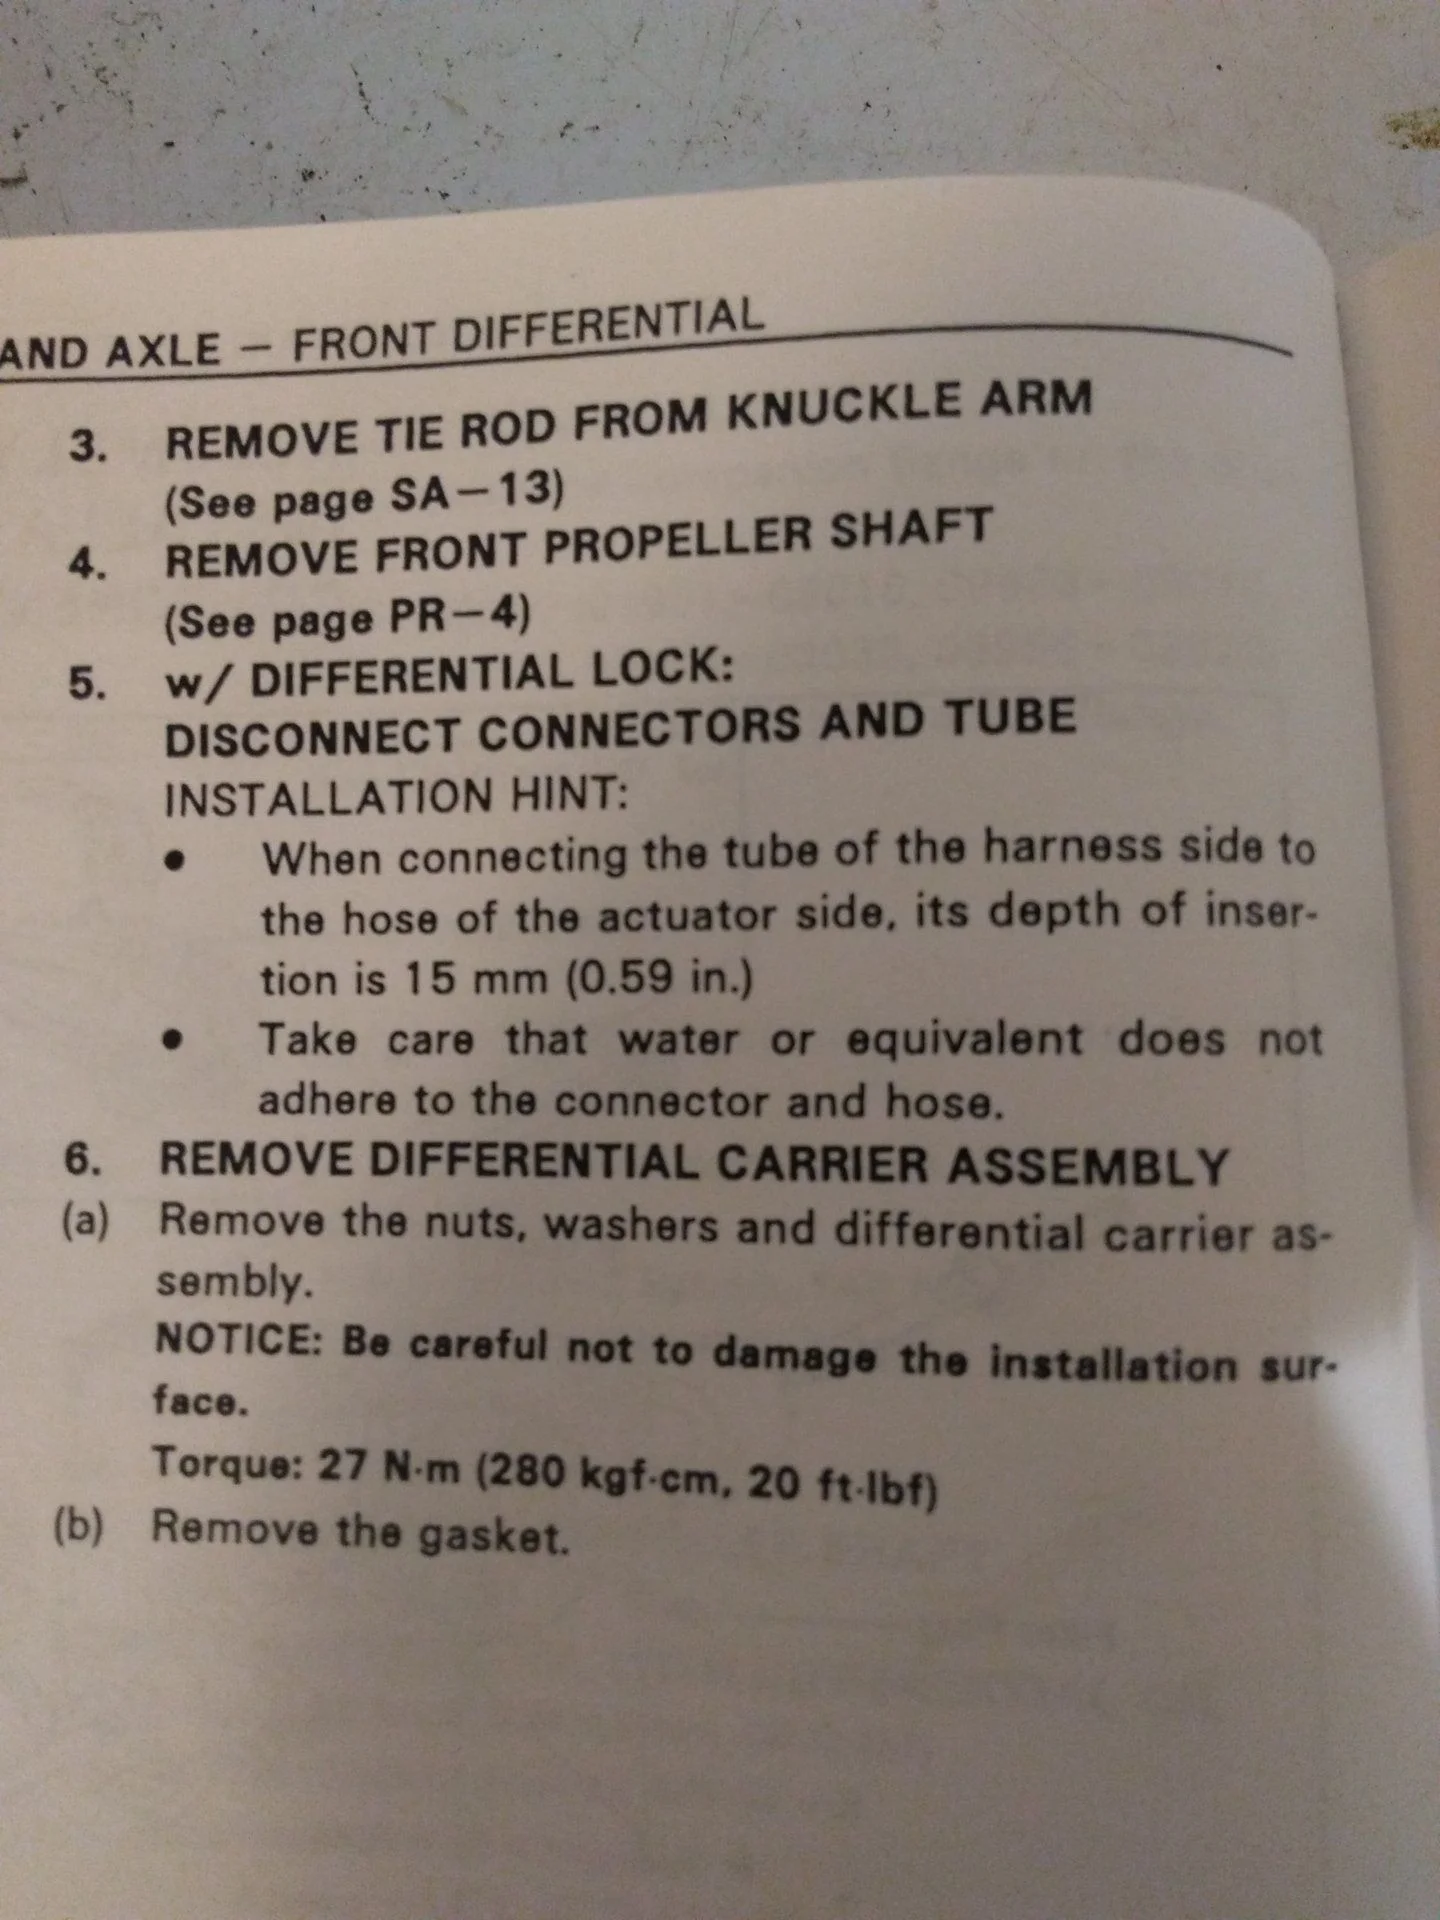 AND AXLE — FRONT DIFFERENTIAL
3. REMOVE TIE ROD FROM KNUCKLE ARM
(See page SA—13)
4. REMOVE FRONT PROPELLER SHAFT
(See page PR—4)
5. w/ DIFFERENTIAL LOCK:
DISCONNECT CONNECTORS AND TUBE
INSTALLATION HINT:
● When connecting the tube of the harness side to
the hose of the actuator side, its depth of inser-
tion is 15 mm (0.59 in.)
● Take care that water or equivalent does not
adhere to the connector and hose.
6. REMOVE DIFFERENTIAL CARRIER ASSEMBLY
(a) Remove the nuts, washers and differential carrier as-
sembly.
NOTICE: Be careful not to damage the installation sur-
face.
Torque: 27 N·m (280 kgf·cm, 20 ft·lbf)
(b) Remove the gasket.